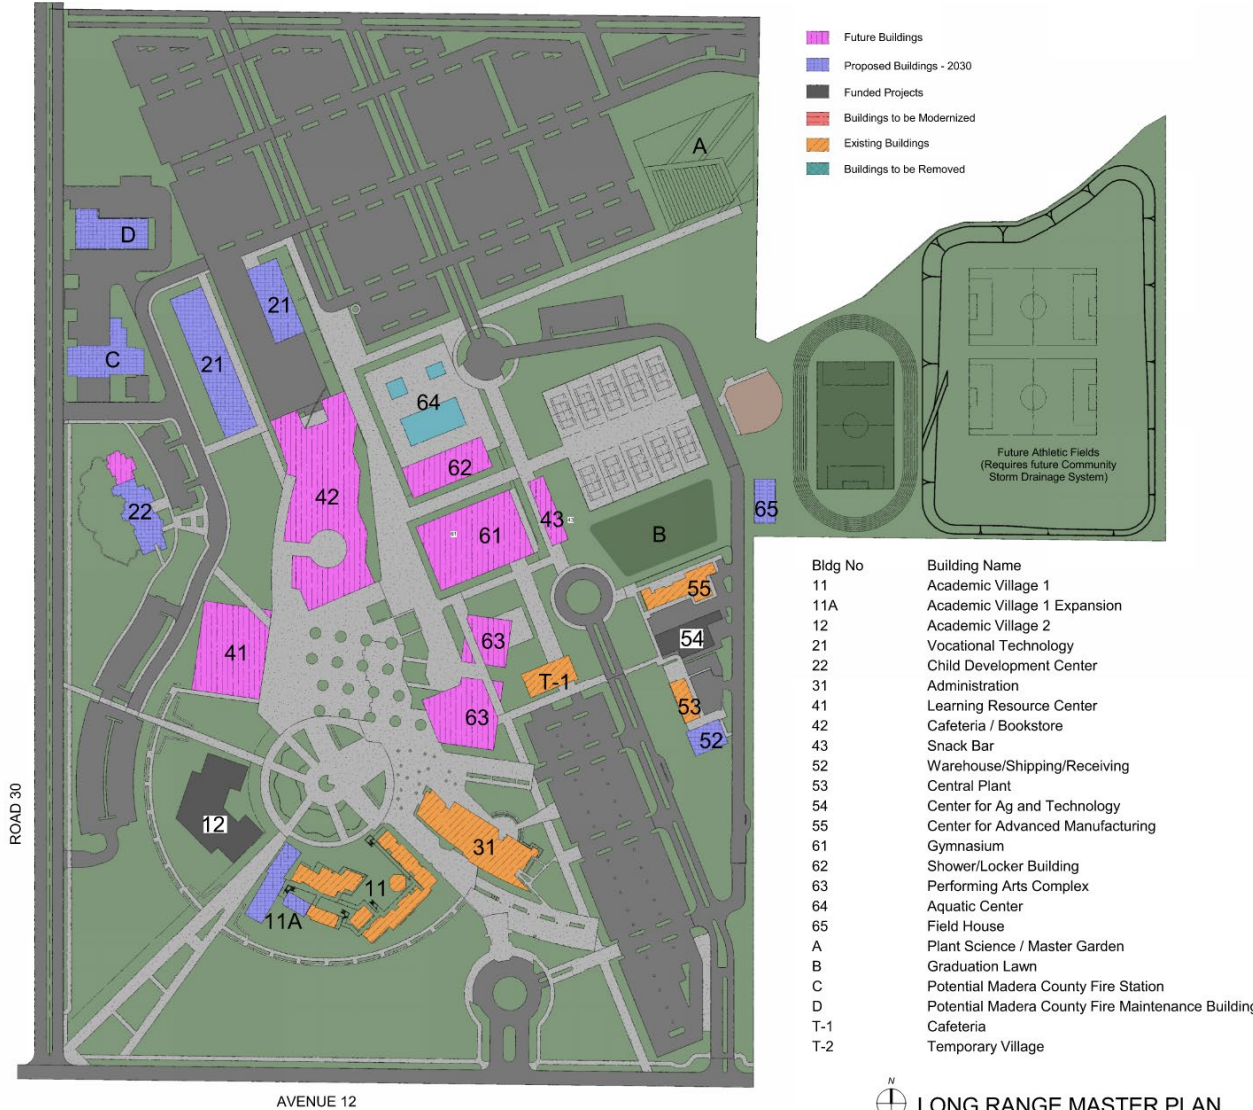 Future Buildings
Proposed Buildings - 2030
Funded Projects
Buildings to be Modernized
Existing Buildings
Buildings to be Removed
A
D
21
C
21
64
62
42
22
43
61
B
65
Future Athletic Fields
(Requires future Community
Storm Drainage System)
55
54
63
41
T-1
53
63
52
12
31
11
11A
ROAD 30
AVENUE 12
Bldg No Building Name
11 Academic Village 1
11A Academic Village 1 Expansion
12 Academic Village 2
21 Vocational Technology
22 Child Development Center
31 Administration
41 Learning Resource Center
42 Cafeteria / Bookstore
43 Snack Bar
52 Warehouse/Shipping/Receiving
53 Central Plant
54 Center for Ag and Technology
55 Center for Advanced Manufacturing
61 Gymnasium
62 Shower/Locker Building
63 Performing Arts Complex
64 Aquatic Center
65 Field House
A Plant Science / Master Garden
B Graduation Lawn
C Potential Madera County Fire Station
D Potential Madera County Fire Maintenance Building
T-1 Cafeteria
T-2 Temporary Village
N
LONG RANGE MASTER PLAN